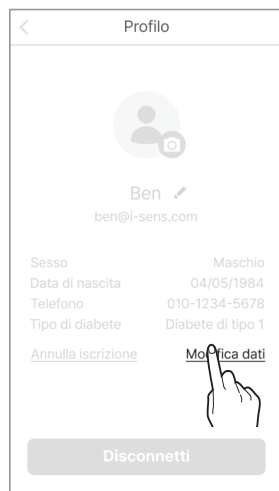 Profilo
Ben
ben@i-sens.com
Sesso Maschio
Data di nascita 04/05/1984
Telefono 010-1234-5678
Tipo di diabete Diabete di tipo 1
Annulla iscrizione Modifica dati
Disconnetti